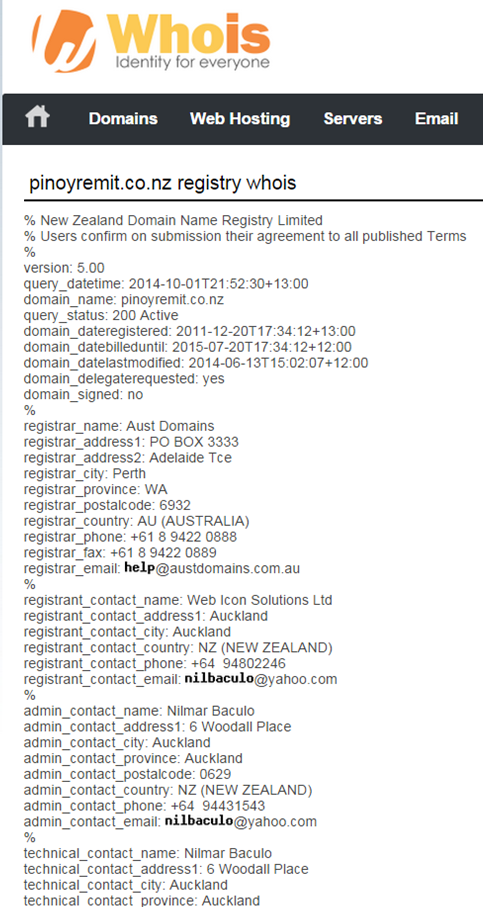 Whois
Identity for everyone
Domains Web Hosting Servers Email
pinoyremit.co.nz registry whois
% New Zealand Domain Name Registry Limited
% Users confirm on submission their agreement to all published Terms
%
version: 5.00
query_datetime: 2014-10-01T21:52:30+13:00
domain_name: pinoyremit.co.nz
query_status: 200 Active
domain_dateregistered: 2011-12-20T17:34:12+13:00
domain_datebilleduntil: 2015-07-20T17:34:12+12:00
domain_datelastmodified: 2014-06-13T15:02:07+12:00
domain_delegaterequested: yes
domain_signed: no
%
registrar_name: Aust Domains
registrar_address1: PO BOX 3333
registrar_address2: Adelaide Tce
registrar_city: Perth
registrar_province: WA
registrar_postalcode: 6932
registrar_country: AU (AUSTRALIA)
registrar_phone: +61 8 9422 0888
registrar_fax: +61 8 9422 0889
registrar_email: help@austdomains.com.au
%
registrant_contact_name: Web Icon Solutions Ltd
registrant_contact_address1: Auckland
registrant_contact_city: Auckland
registrant_contact_country: NZ (NEW ZEALAND)
registrant_contact_phone: +64 94802246
registrant_contact_email: nilbaculo@yahoo.com
%
admin_contact_name: Nilmar Baculo
admin_contact_address1: 6 Woodall Place
admin_contact_city: Auckland
admin_contact_province: Auckland
admin_contact_postalcode: 0629
admin_contact_country: NZ (NEW ZEALAND)
admin_contact_phone: +64 94431543
admin_contact_email: nilbaculo@yahoo.com
%
technical_contact_name: Nilmar Baculo
technical_contact_address1: 6 Woodall Place
technical_contact_city: Auckland
technical_contact_province: Auckland